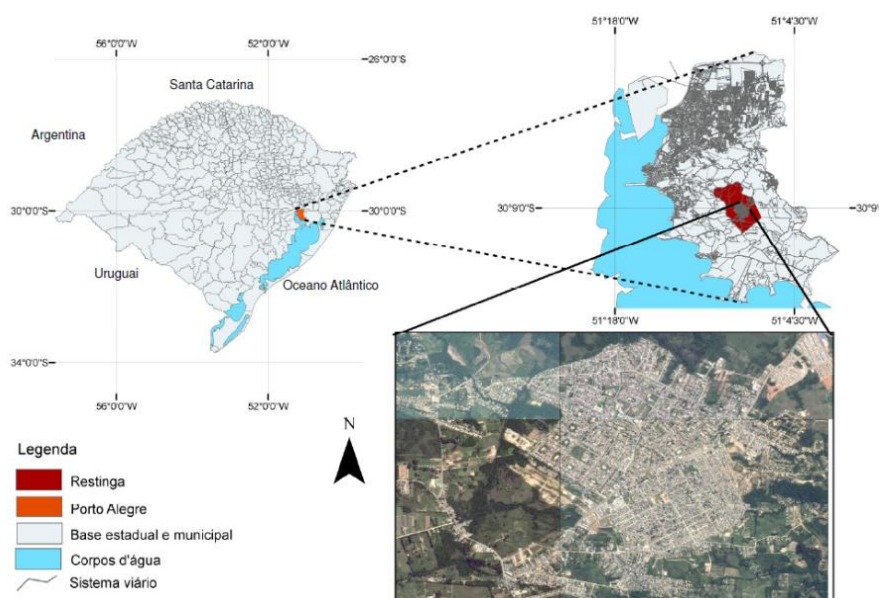 56°0'0"W
52°0'0"W
26°0'0"S
Santa Catarina
Argentina
30°0'0"S
30°0'0"S
Uruguai
Oceano Atlântico
34°0'0"S
56°0'0"W
52°0'0"W
51°18'0"W
51°4'30"W
30°9'0"S
30°9'
51°18'0"W
51°4'30"W
N
Legenda
Restinga
Porto Alegre
Base estadual e municipal
Corpos d'água
Sistema viário